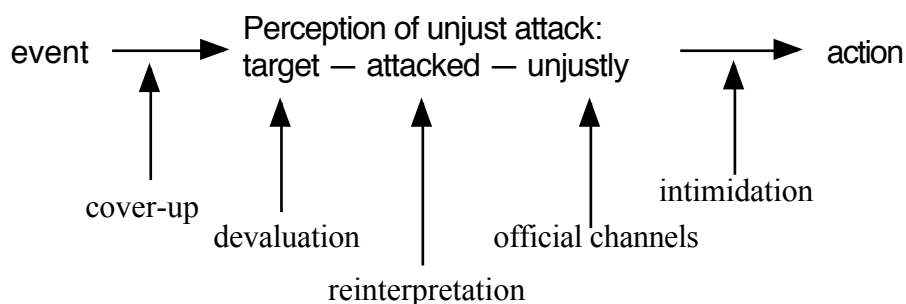 Perception of unjust attack:
event target — attacked — unjustly action
cover-up
intimidation
devaluation
official channels
reinterpretation